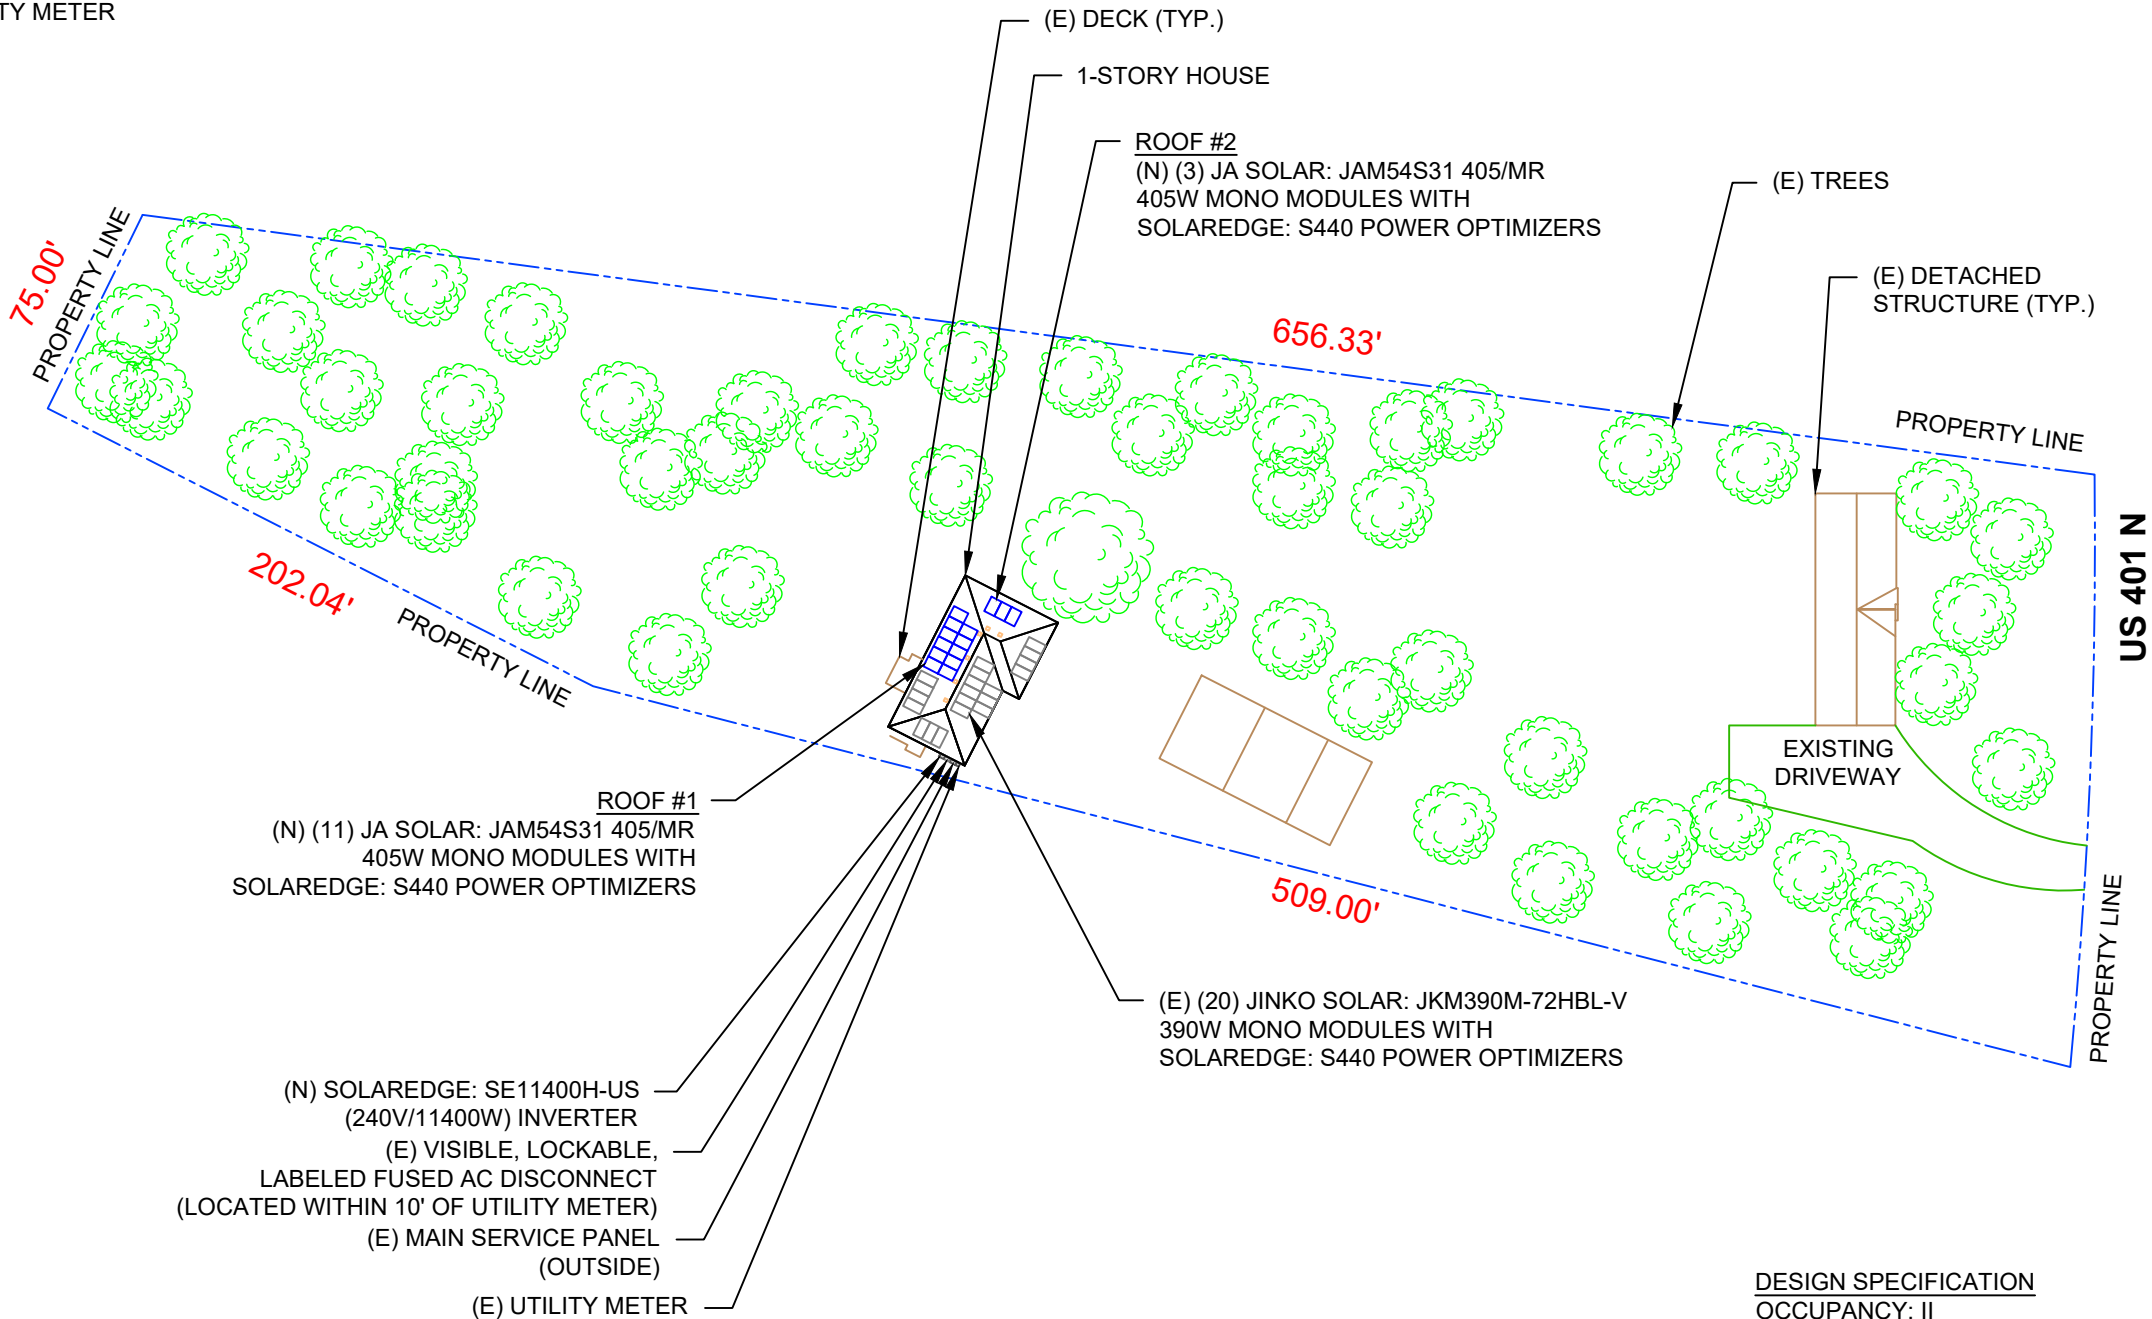 TY METER
(E) DECK (TYP.)
1-STORY HOUSE
ROOF #2
(N) (3) JA SOLAR: JAM54S31 405/MR
405W MONO MODULES WITH
SOLAREDGE: S440 POWER OPTIMIZERS
(E) TREES
(E) DETACHED
STRUCTURE (TYP.)
75.00'
PROPERTY LINE
656.33'
PROPERTY LINE
US 401 N
202.04'
PROPERTY LINE
EXISTING
DRIVEWAY
ROOF #1
(N) (11) JA SOLAR: JAM54S31 405/MR
405W MONO MODULES WITH
SOLAREDGE: S440 POWER OPTIMIZERS
509.00'
PROPERTY LINE
(E) (20) JINKO SOLAR: JKM390M-72HBL-V
390W MONO MODULES WITH
SOLAREDGE: S440 POWER OPTIMIZERS
(N) SOLAREDGE: SE11400H-US
(240V/11400W) INVERTER
(E) VISIBLE, LOCKABLE,
LABELED FUSED AC DISCONNECT
(LOCATED WITHIN 10' OF UTILITY METER)
(E) MAIN SERVICE PANEL
(OUTSIDE)
(E) UTILITY METER
DESIGN SPECIFICATION
OCCUPANCY: II